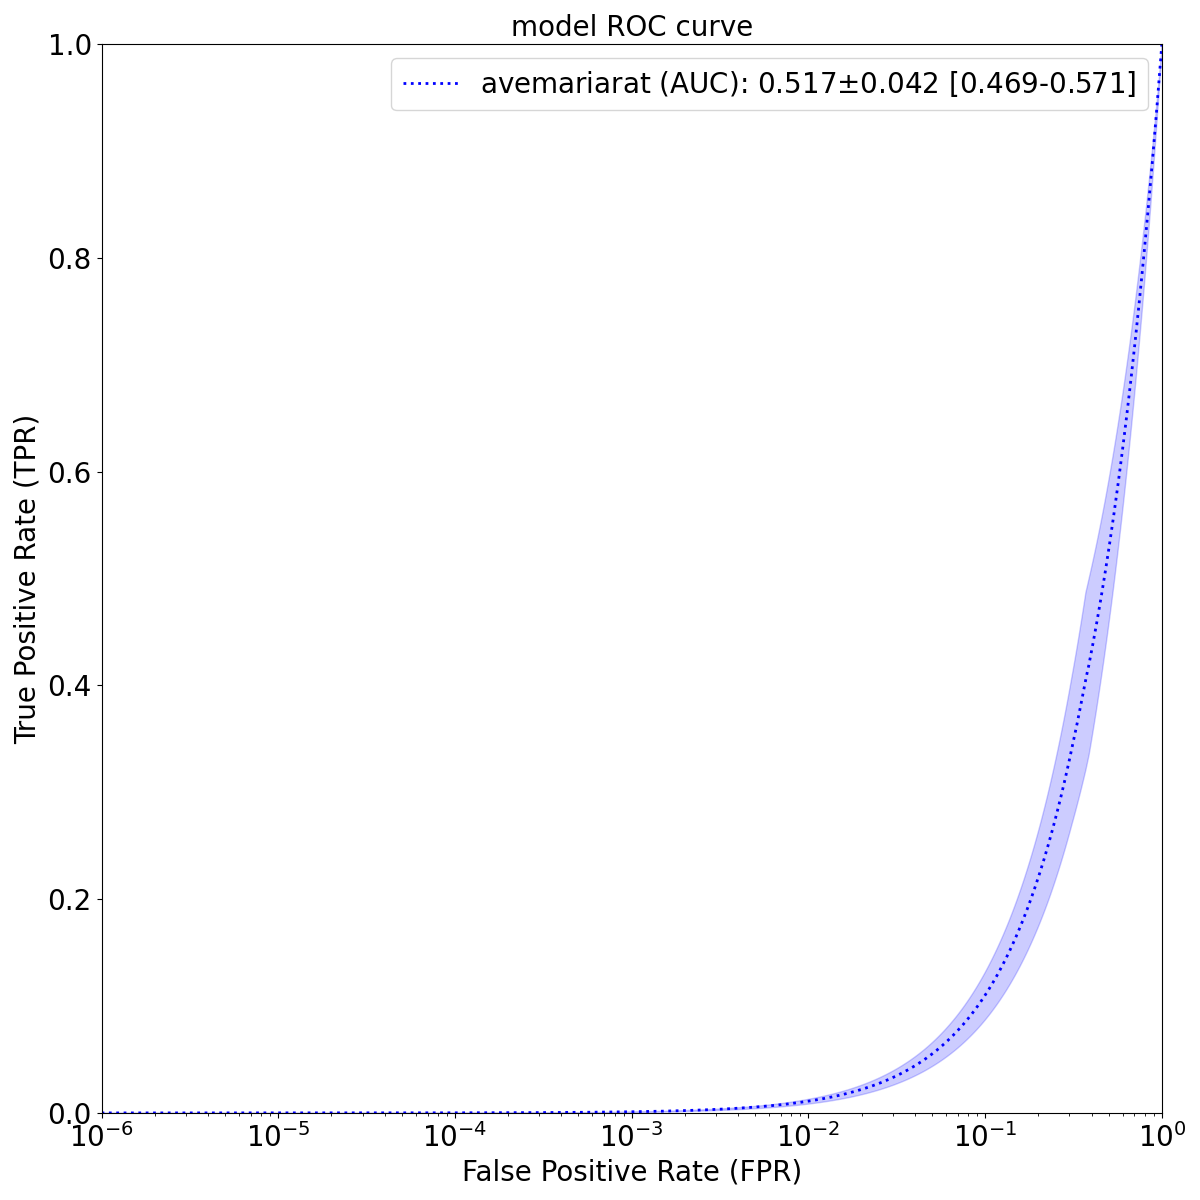 model ROC curve
avemariarat (AUC): 0.517±0.042 [0.469-0.571]
True Positive Rate (TPR)
1.0
0.8
0.6
0.4
0.2
0.0
10⁻⁶ 10⁻⁵ 10⁻⁴ 10⁻³ 10⁻² 10⁻¹ 10⁰
False Positive Rate (FPR)